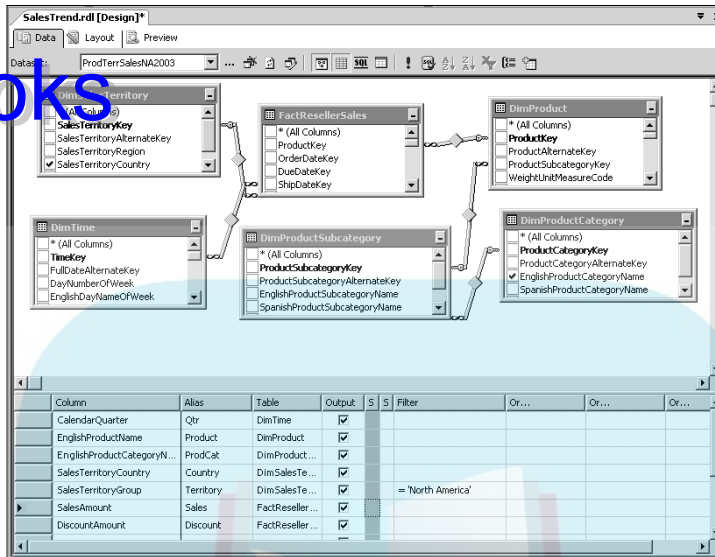 SalesTrend.rdl [Design]*
Data Layout Preview
Dataset: ProdTerrSalesNA2003 ... SQL
oks
DimSalesTerritory
(All Columns)
SalesTerritoryKey
SalesTerritoryAlternateKey
SalesTerritoryRegion
SalesTerritoryCountry
FactResellerSales
* (All Columns)
ProductKey
OrderDateKey
DueDateKey
ShipDateKey
DimProduct
* (All Columns)
ProductKey
ProductAlternateKey
ProductSubcategoryKey
WeightUnitMeasureCode
DimTime
* (All Columns)
TimeKey
FullDateAlternateKey
DayNumberOfWeek
EnglishDayNameOfWeek
DimProductSubcategory
* (All Columns)
ProductSubcategoryKey
ProductSubcategoryAlternateKey
EnglishProductSubcategoryName
SpanishProductSubcategoryName
DimProductCategory
* (All Columns)
ProductCategoryKey
ProductCategoryAlternateKey
EnglishProductCategoryName
SpanishProductCategoryName
Column Alias Table Output S S Filter Or... Or... Or...
CalendarQuarter Qtr DimTime
EnglishProductName Product DimProduct
EnglishProductCategoryN... ProdCat DimProduct...
SalesTerritoryCountry Country DimSalesTe...
SalesTerritoryGroup Territory DimSalesTe... = 'North America'
SalesAmount Sales FactReseller...
DiscountAmount Discount FactReseller...